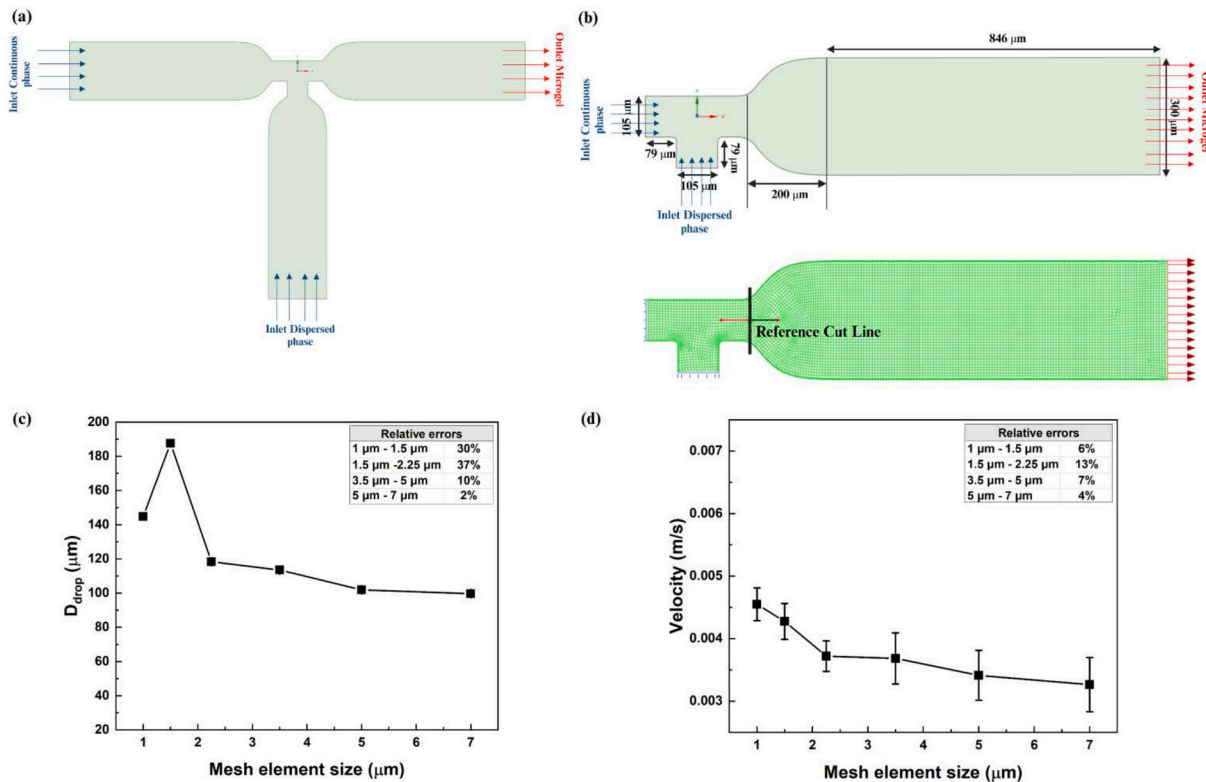 (a)
Inlet Continuous
phase
Outlet Microgel
Inlet Dispersed
phase
(b)
846 μm
Inlet Continuous
phase
105 μm
79 μm
79 μm
105 μm
Inlet Dispersed
phase
200 μm
300 μm
Outlet Microgel
Reference Cut Line
(c)
200
180
160
140
120
100
80
60
40
20
D_drop (μm)
1 2 3 4 5 6 7
Mesh element size (μm)
Relative errors
1 μm - 1.5 μm 30%
1.5 μm -2.25 μm 37%
3.5 μm - 5 μm 10%
5 μm - 7 μm 2%
(d)
0.007
0.006
0.005
0.004
0.003
Velocity (m/s)
1 2 3 4 5 6 7
Mesh element size (μm)
Relative errors
1 μm - 1.5 μm 6%
1.5 μm - 2.25 μm 13%
3.5 μm - 5 μm 7%
5 μm - 7 μm 4%